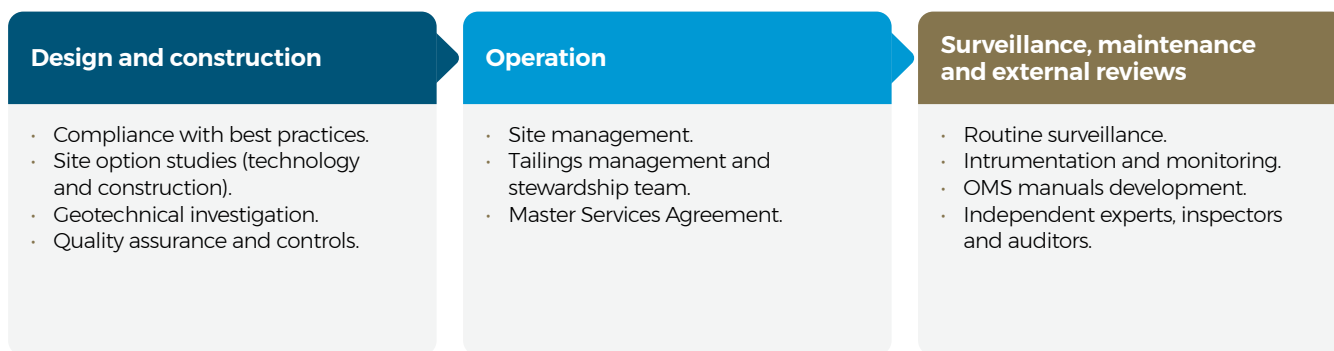 Design and construction
· Compliance with best practices.
· Site option studies (technology
and construction).
· Geotechnical investigation.
· Quality assurance and controls.
Operation
· Site management.
· Tailings management and
stewardship team.
· Master Services Agreement.
Surveillance, maintenance
and external reviews
· Routine surveillance.
· Intrumentation and monitoring.
· OMS manuals development.
· Independent experts, inspectors
and auditors.